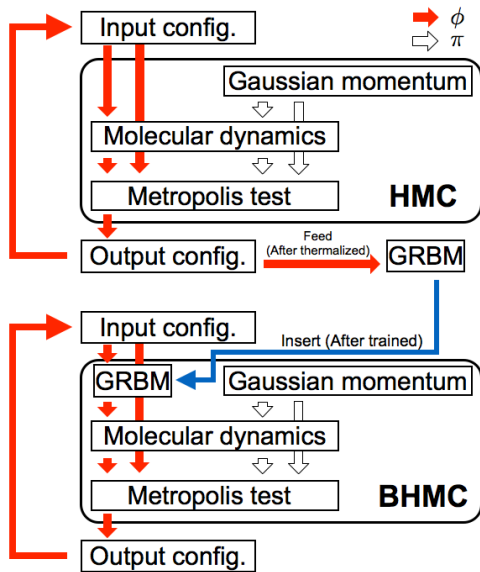 Input config.
ϕ
π
Gaussian momentum
Molecular dynamics
Metropolis test
HMC
Output config.
Feed
(After thermalized)
GRBM
Input config.
Insert (After trained)
GRBM
Gaussian momentum
Molecular dynamics
Metropolis test
BHMC
Output config.